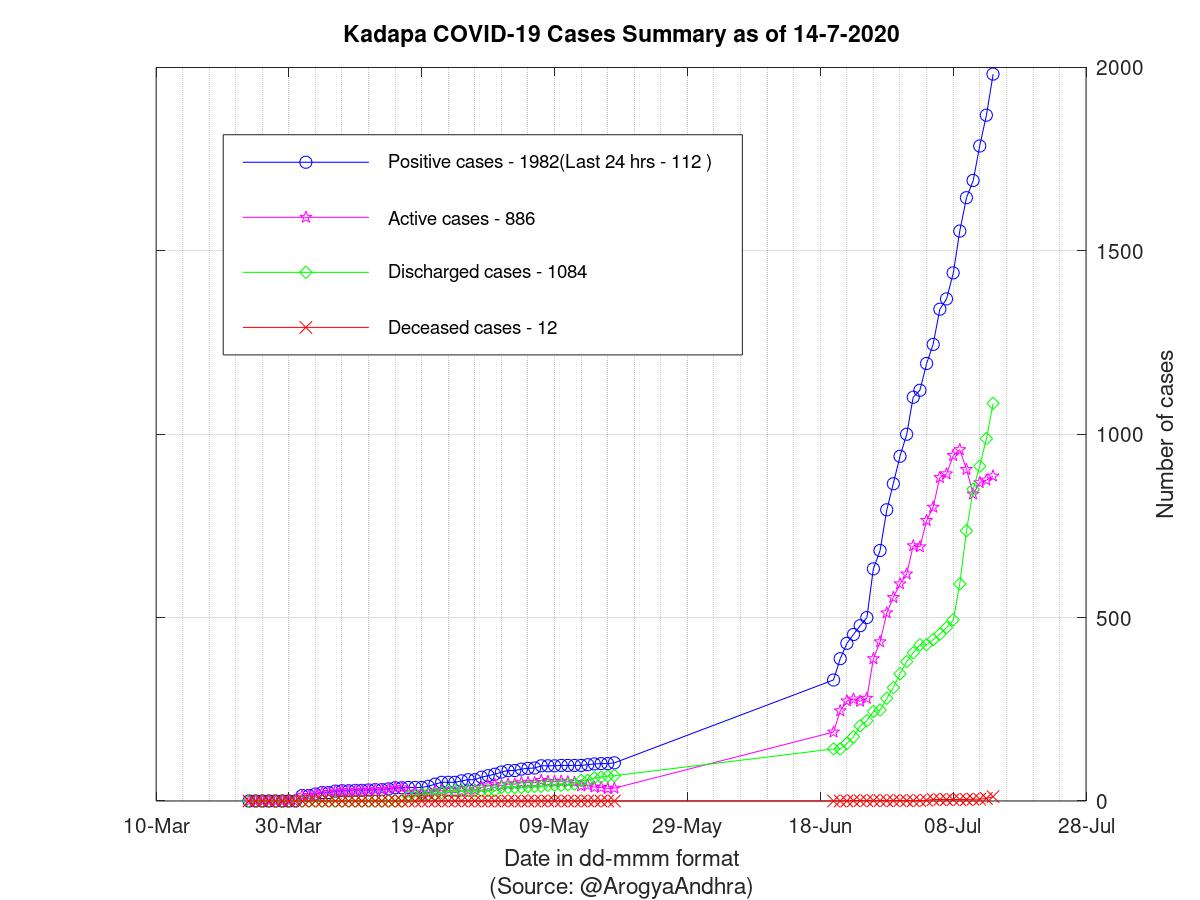 Kadapa COVID-19 Cases Summary as of 14-7-2020
Positive cases - 1982(Last 24 hrs - 112 )
Active cases - 886
Discharged cases - 1084
Deceased cases - 12
2000
1500
1000
500
0
Number of cases
10-Mar 30-Mar 19-Apr 09-May 29-May 18-Jun 08-Jul 28-Jul
Date in dd-mmm format
(Source: @ArogyaAndhra)